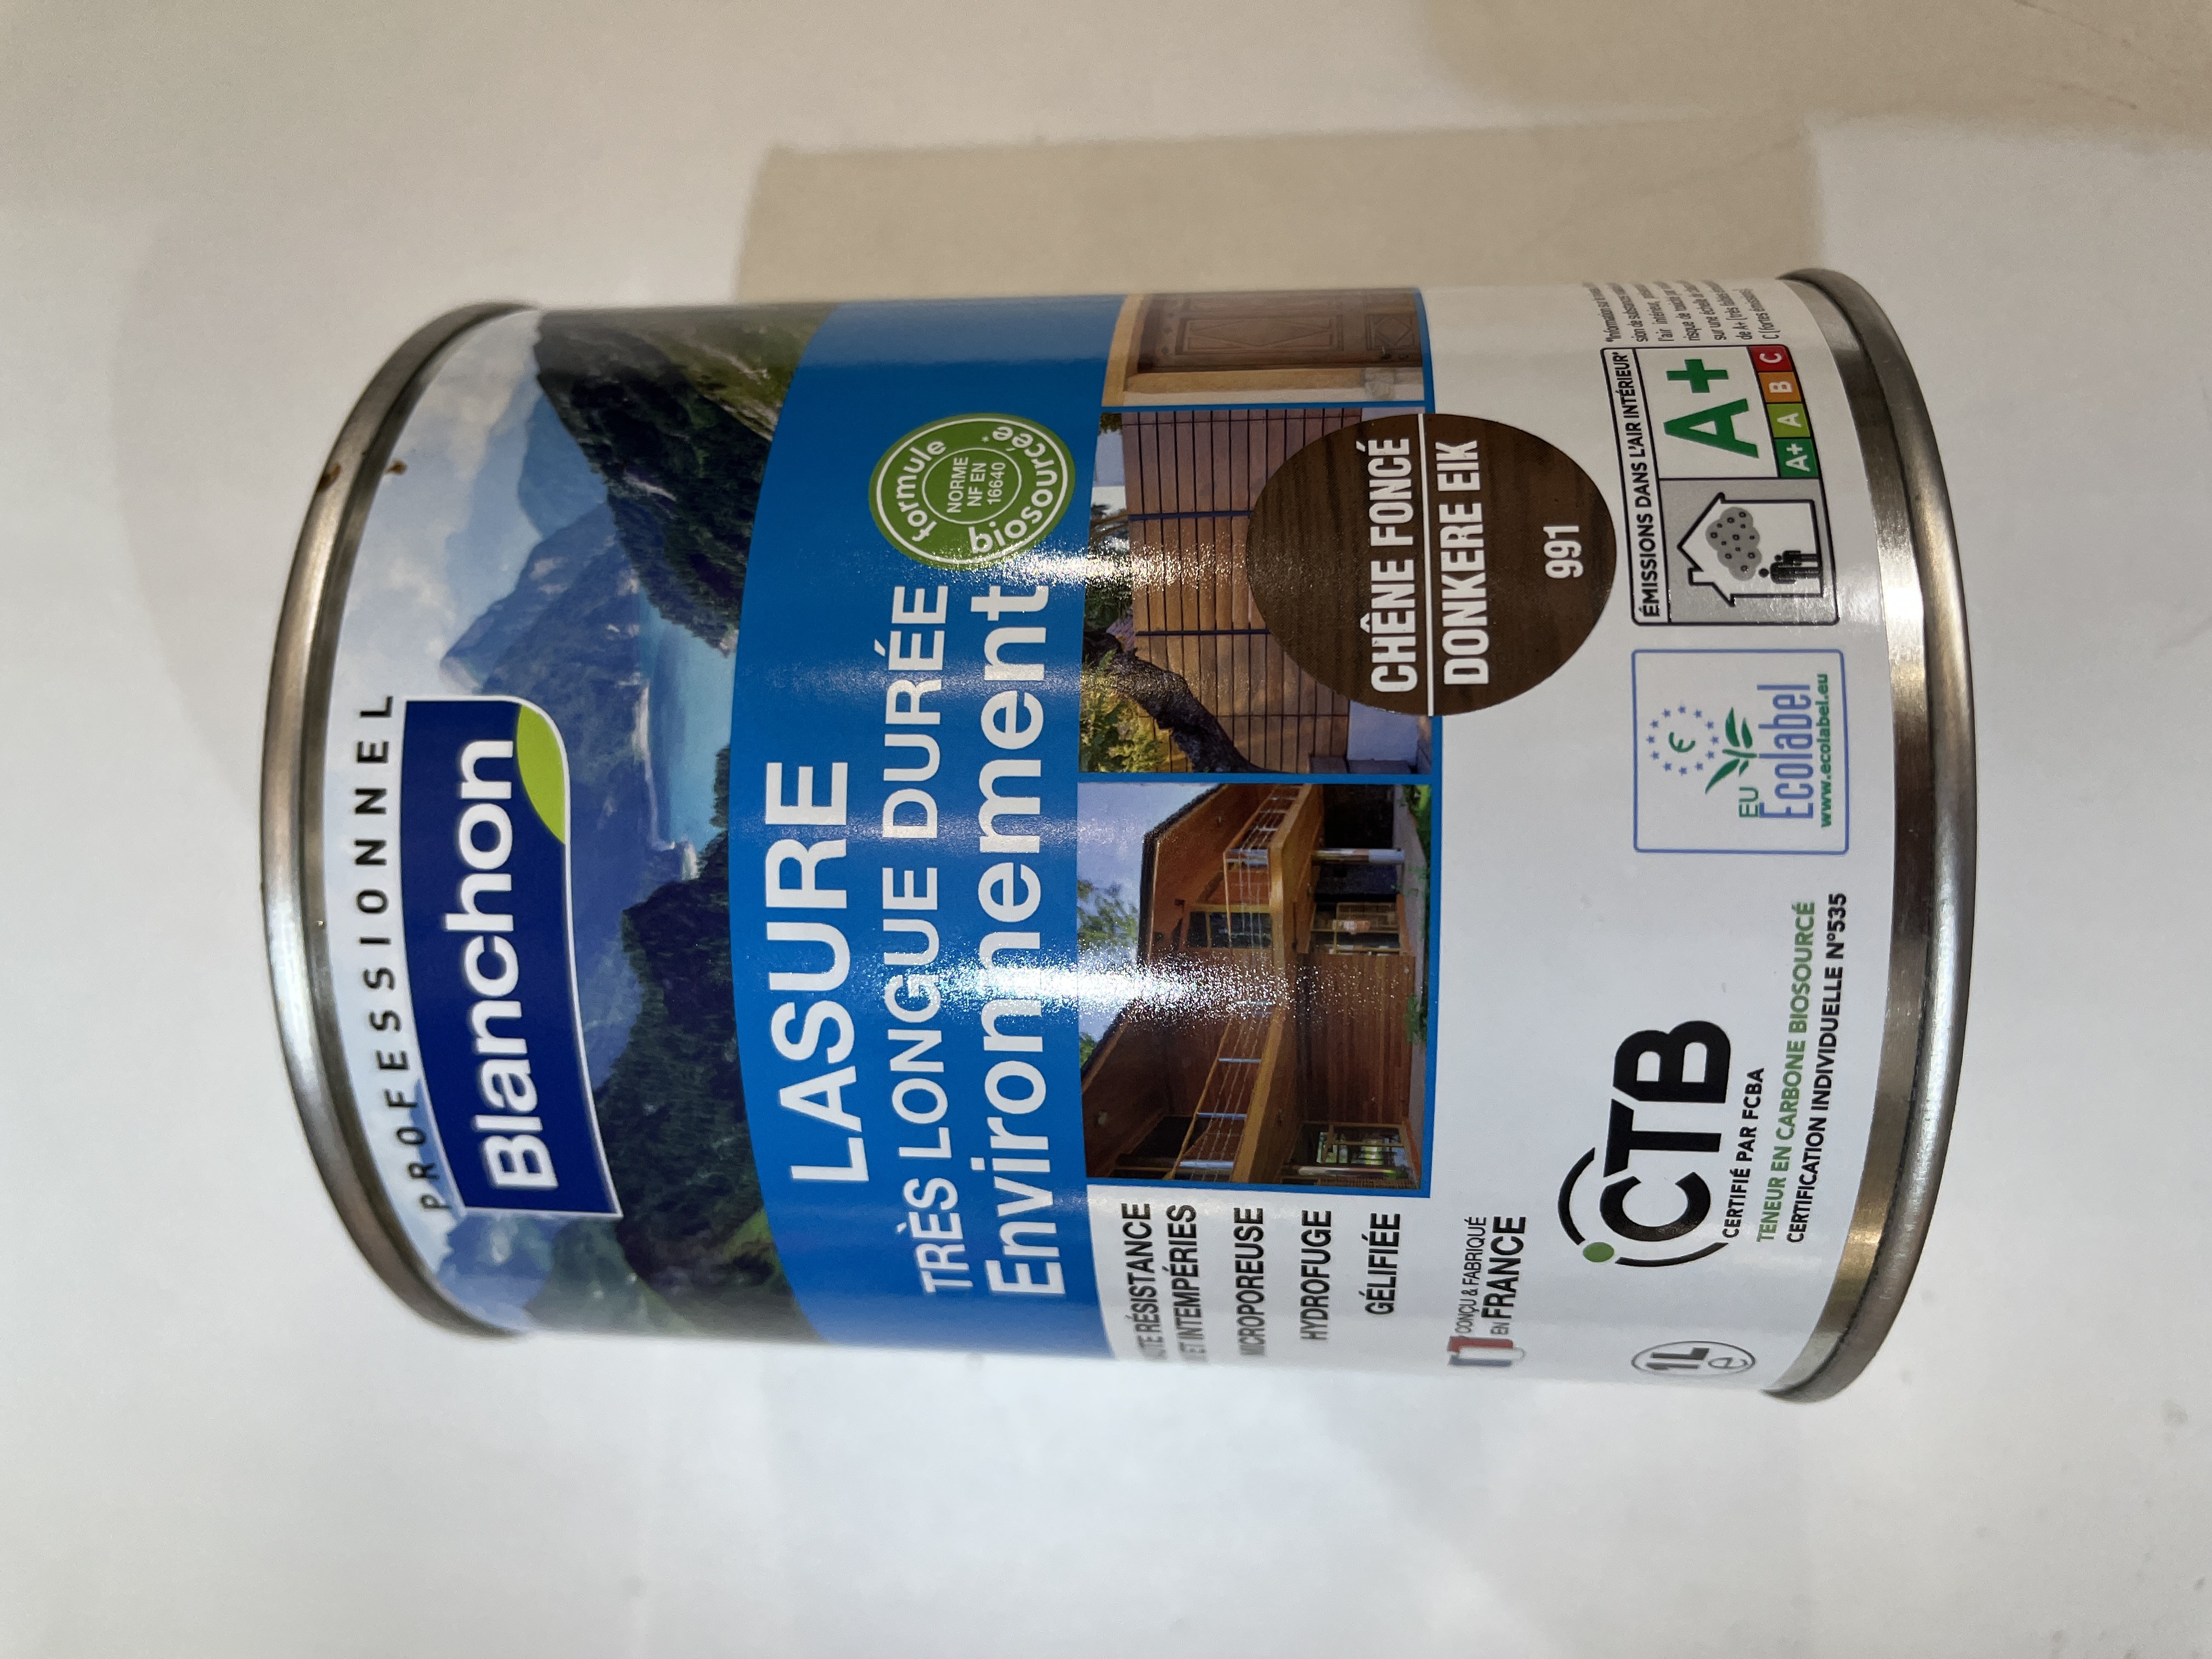 PROFESSIONNEL
Blanchon
LASURE
TRÈS LONGUE DURÉE
Environnement
formule
biosourcée*
NORME
NF EN
16640
RÉSISTANCE
ET INTEMPÉRIES
MICROPOREUSE
HYDROFUGE
GÉLIFIÉE
CHÊNE FONCÉ
DONKERE EIK
991
CONÇU & FABRIQUÉ
EN FRANCE
1L
e
CTB
CERTIFIÉ PAR FCBA
TENEUR EN CARBONE BIOSOURCÉ
CERTIFICATION INDIVIDUELLE N°535
EU
Ecolabel
www.ecolabel.eu
ÉMISSIONS DANS L'AIR INTÉRIEUR*
A+
A+ A B C